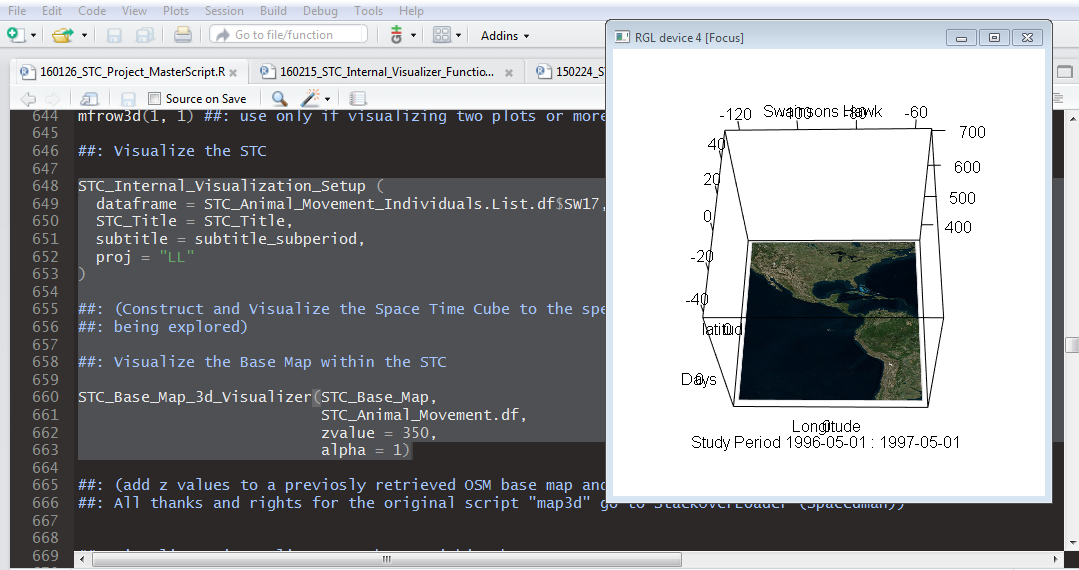 File Edit Code View Plots Session Build Debug Tools Help
Go to file/function
Addins
160126_STC_Project_MasterScript.R
160215_STC_Internal_Visualizer_Functio...
150224_S
Source on Save
644 mfrow3d(1, 1) ##: use only if visualizing two plots or more
645
646 ##: Visualize the STC
647
648 STC_Internal_Visualization_Setup (
649 dataframe = STC_Animal_Movement_Individuals.List.df$SW17,
650 STC_Title = STC_Title,
651 subtitle = subtitle_subperiod,
652 proj = "LL"
653 )
654
655 ##: (Construct and Visualize the Space Time Cube to the spe
656 ##: being explored)
657
658 ##: Visualize the Base Map within the STC
659
660 STC_Base_Map_3d_Visualizer(STC_Base_Map,
661 STC_Animal_Movement.df,
662 zvalue = 350,
663 alpha = 1)
664
665 ##: (add z values to a previosly retrieved OSM base map and
666 ##: All thanks and rights for the original script "map3d" go to StackOverLoader (Spacedman))
667
668
669
RGL device 4 [Focus]
Swainsons Hawk
-120 -100 -80 -60
700
600
500
400
40
20
0
-20
-40
latitud
0
Days
0
Longitude
0
Study Period 1996-05-01 : 1997-05-01